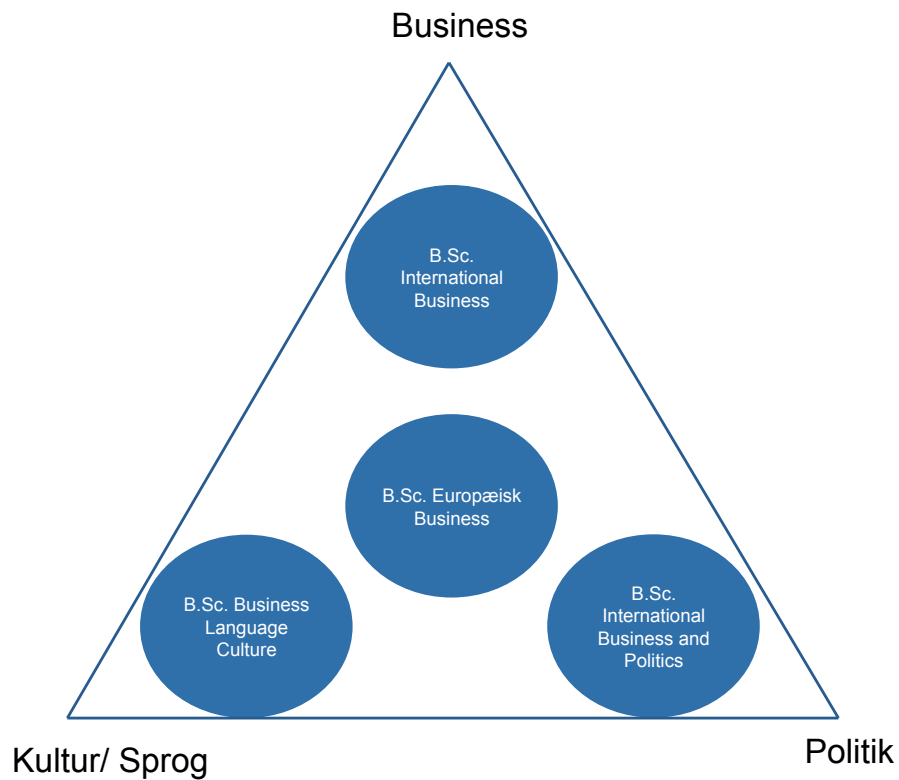 Business
B.Sc.
International
Business
B.Sc. Europæisk
Business
B.Sc. Business
Language
Culture
B.Sc.
International
Business and
Politics
Kultur/ Sprog
Politik